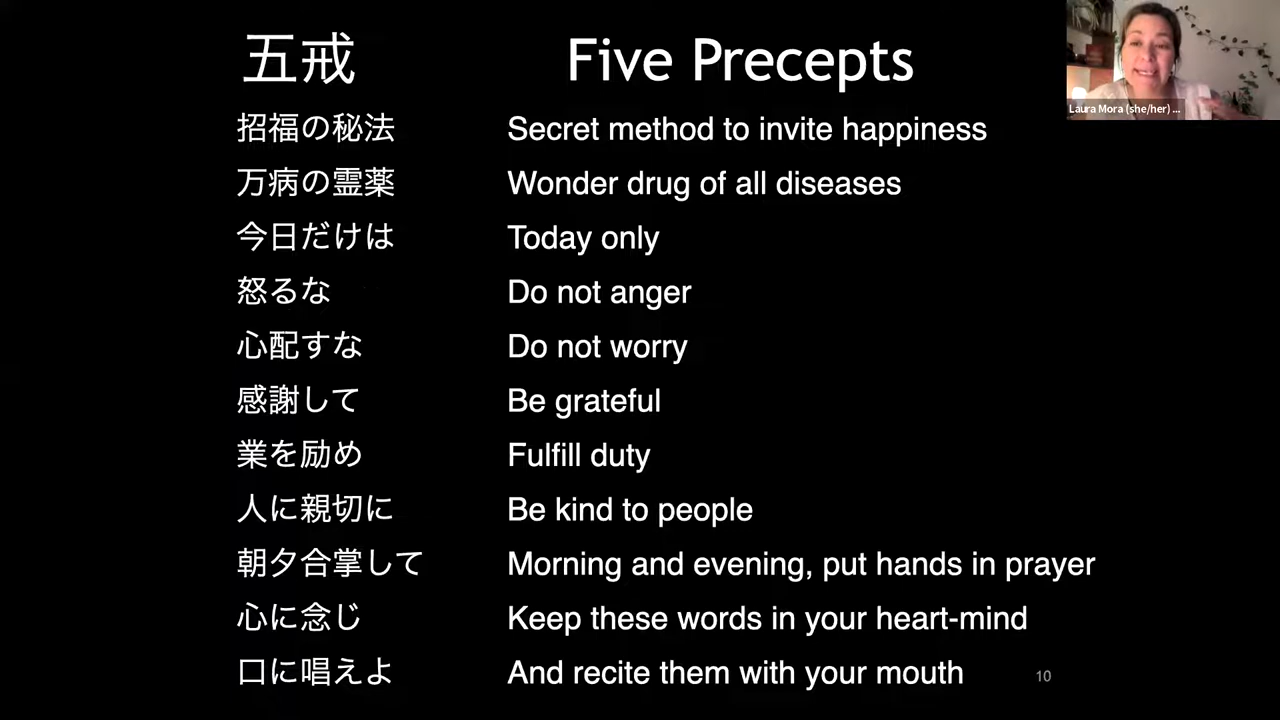 五戒 Five Precepts
招福の秘法 Secret method to invite happiness
万病の霊薬 Wonder drug of all diseases
今日だけは Today only
怒るな Do not anger
心配すな Do not worry
感謝して Be grateful
業を励め Fulfill duty
人に親切に Be kind to people
朝夕合掌して Morning and evening, put hands in prayer
心に念じ Keep these words in your heart-mind
口に唱えよ And recite them with your mouth
10
Laura Mora (she/her) ...